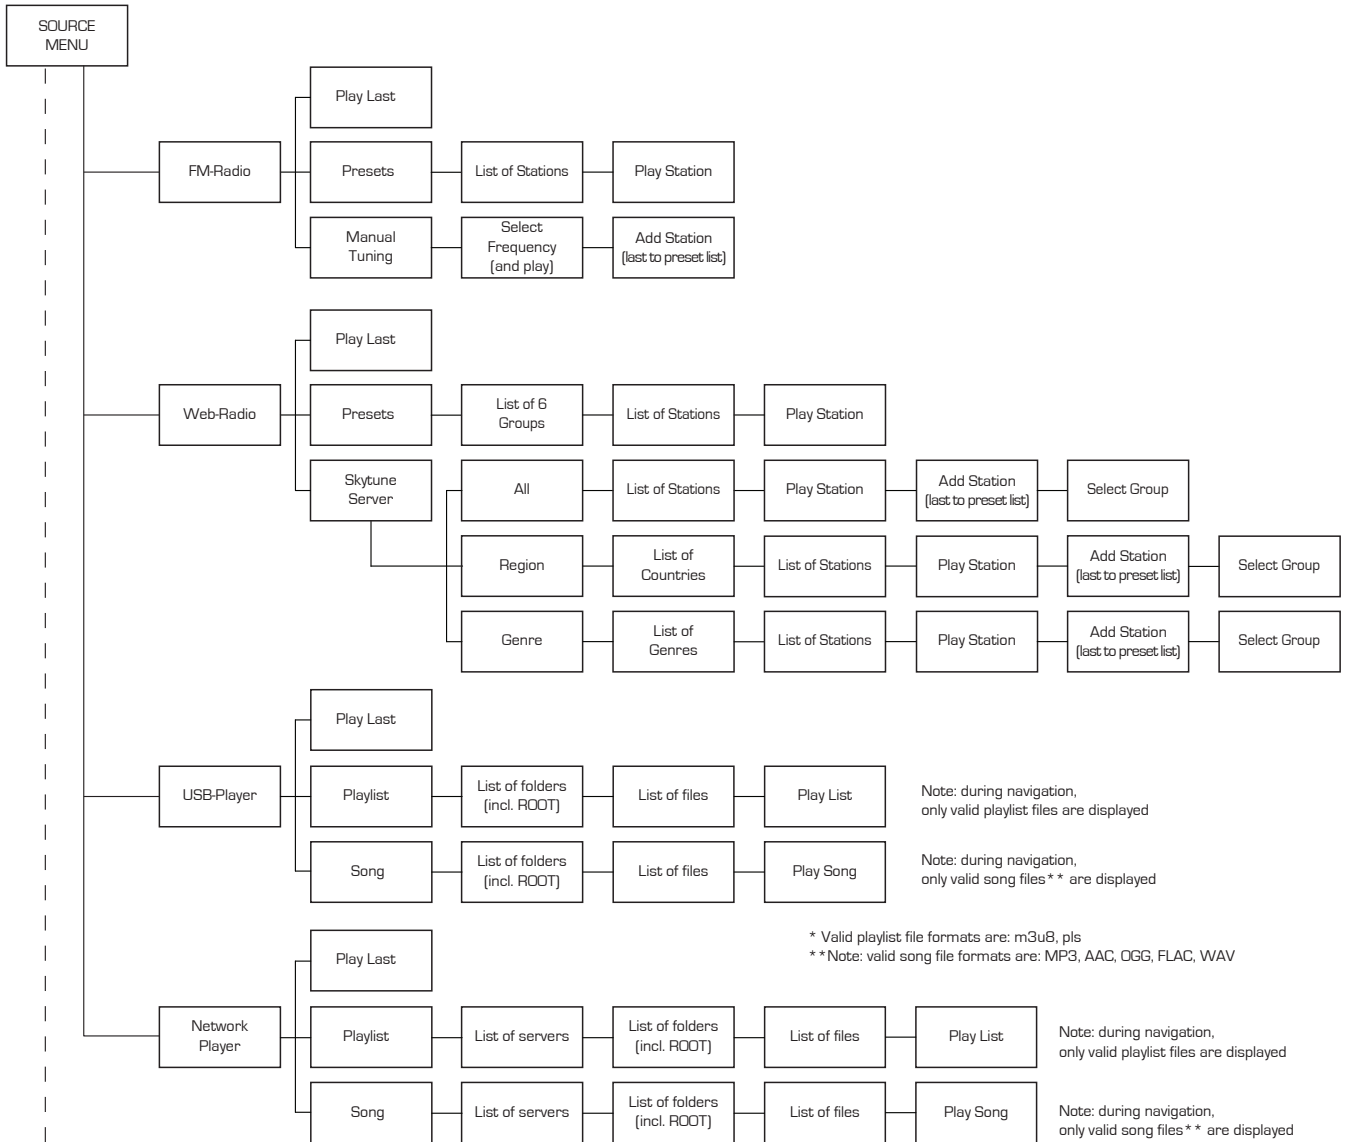 SOURCE
MENU
Play Last
FM-Radio
Presets
List of Stations
Play Station
Manual
Tuning
Select
Frequency
(and play)
Add Station
(last to preset list)
Play Last
Web-Radio
Presets
List of 6
Groups
List of Stations
Play Station
Skytune
Server
All
List of Stations
Play Station
Add Station
(last to preset list)
Select Group
Region
List of
Countries
List of Stations
Play Station
Add Station
(last to preset list)
Select Group
Genre
List of
Genres
List of Stations
Play Station
Add Station
(last to preset list)
Select Group
Play Last
USB-Player
Playlist
List of folders
(incl. ROOT)
List of files
Play List
Note: during navigation,
only valid playlist files are displayed
Song
List of folders
(incl. ROOT)
List of files
Play Song
Note: during navigation,
only valid song files** are displayed
* Valid playlist file formats are: m3u8, pls
**Note: valid song file formats are: MP3, AAC, OGG, FLAC, WAV
Play Last
Network
Player
Playlist
List of servers
List of folders
(incl. ROOT)
List of files
Play List
Note: during navigation,
only valid playlist files are displayed
Song
List of servers
List of folders
(incl. ROOT)
List of files
Play Song
Note: during navigation,
only valid song files** are displayed